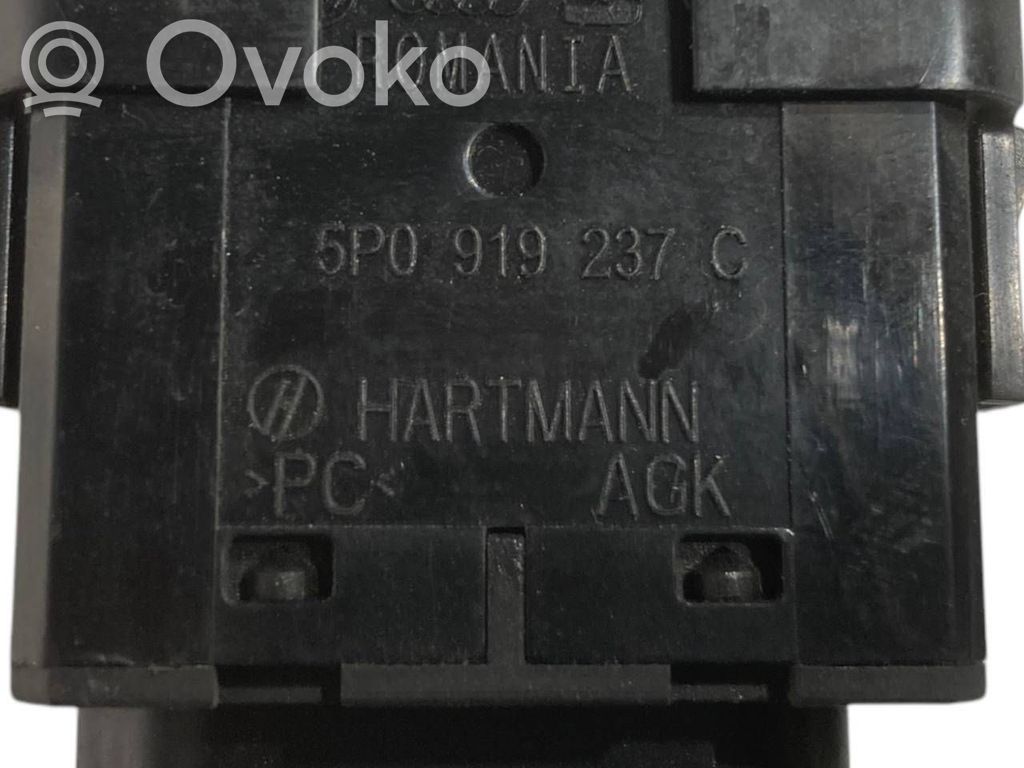 Ovoko
ROMANIA
5P0 919 237 C
HARTMANN
>PC< AGK